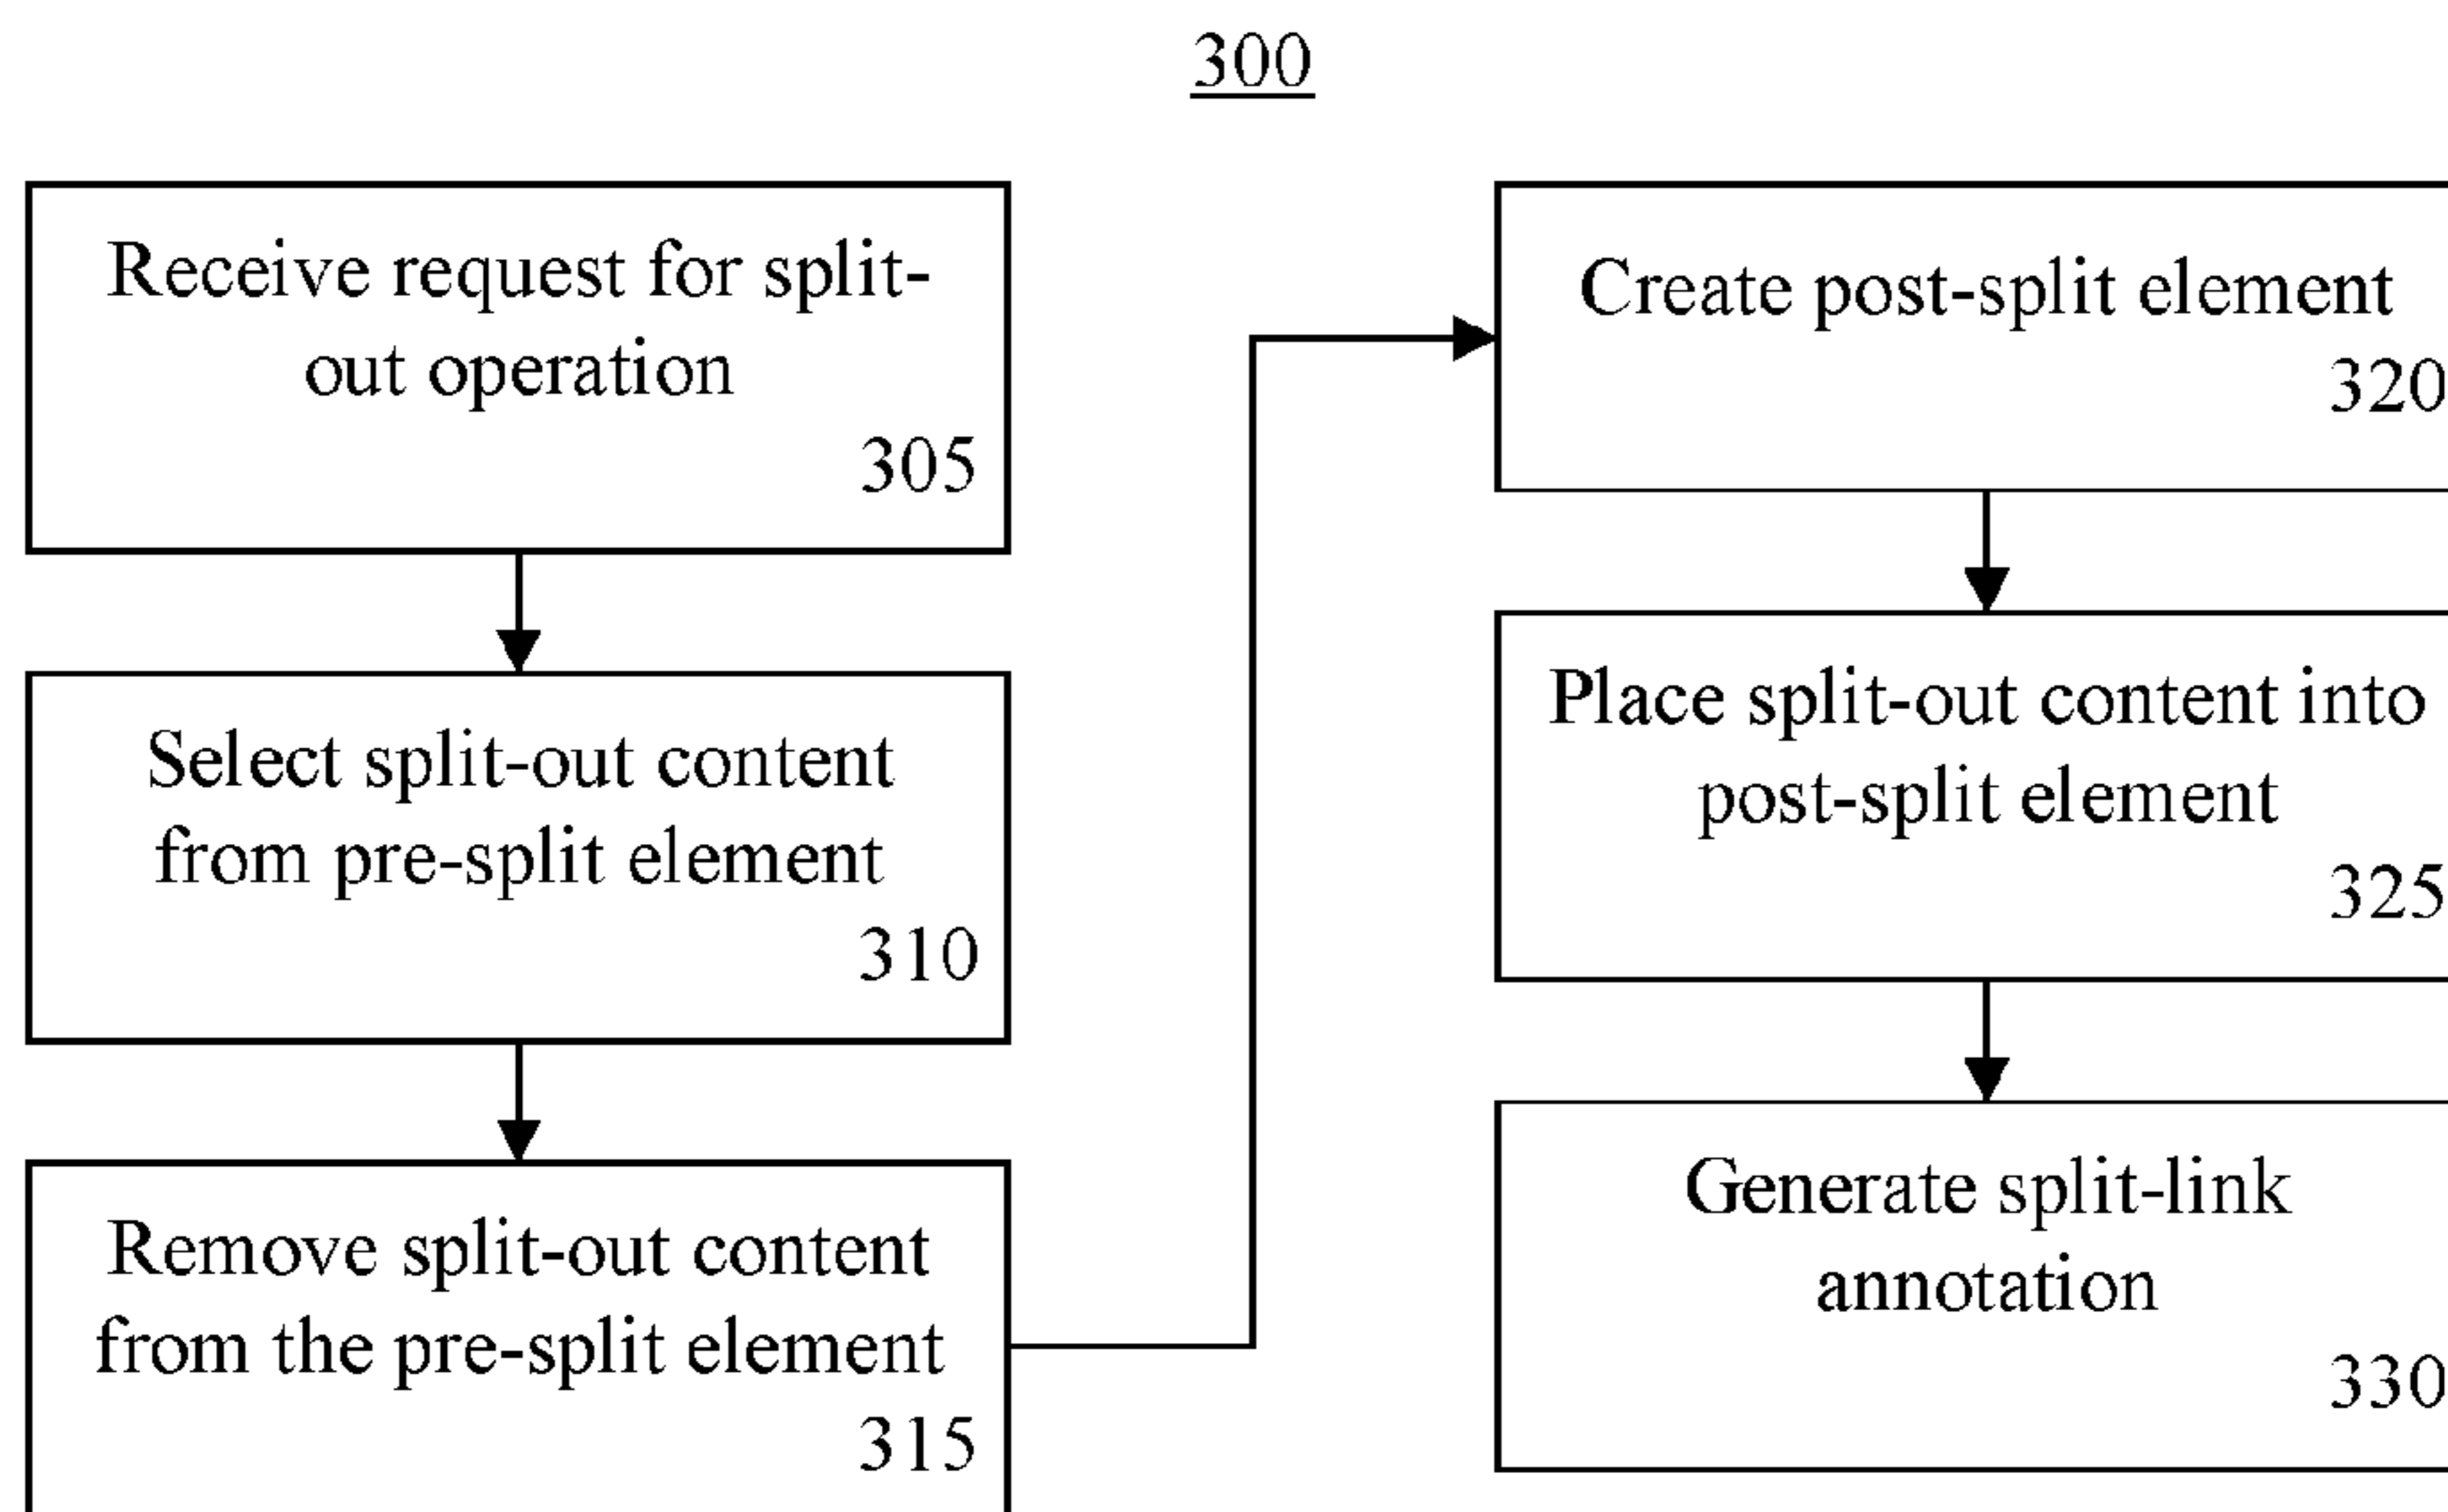 300
Receive request for split-
out operation
305
Select split-out content
from pre-split element
310
Remove split-out content
from the pre-split element
315
Create post-split element
320
Place split-out content into
post-split element
325
Generate split-link
annotation
330